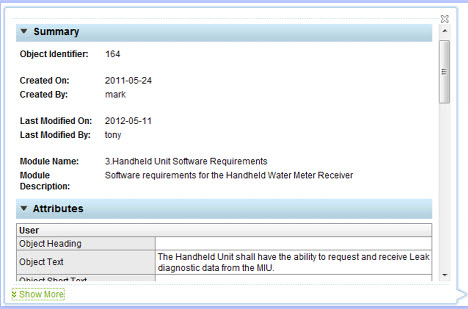 Summary
Object Identifier: 164
Created On: 2011-05-24
Created By: mark
Last Modified On: 2012-05-11
Last Modified By: tony
Module Name: 3.Handheld Unit Software Requirements
Module Description: Software requirements for the Handheld Water Meter Receiver
Attributes
User
Object Heading
Object Text The Handheld Unit shall have the ability to request and receive Leak
diagnostic data from the MIU.
Object Short Text
Show More